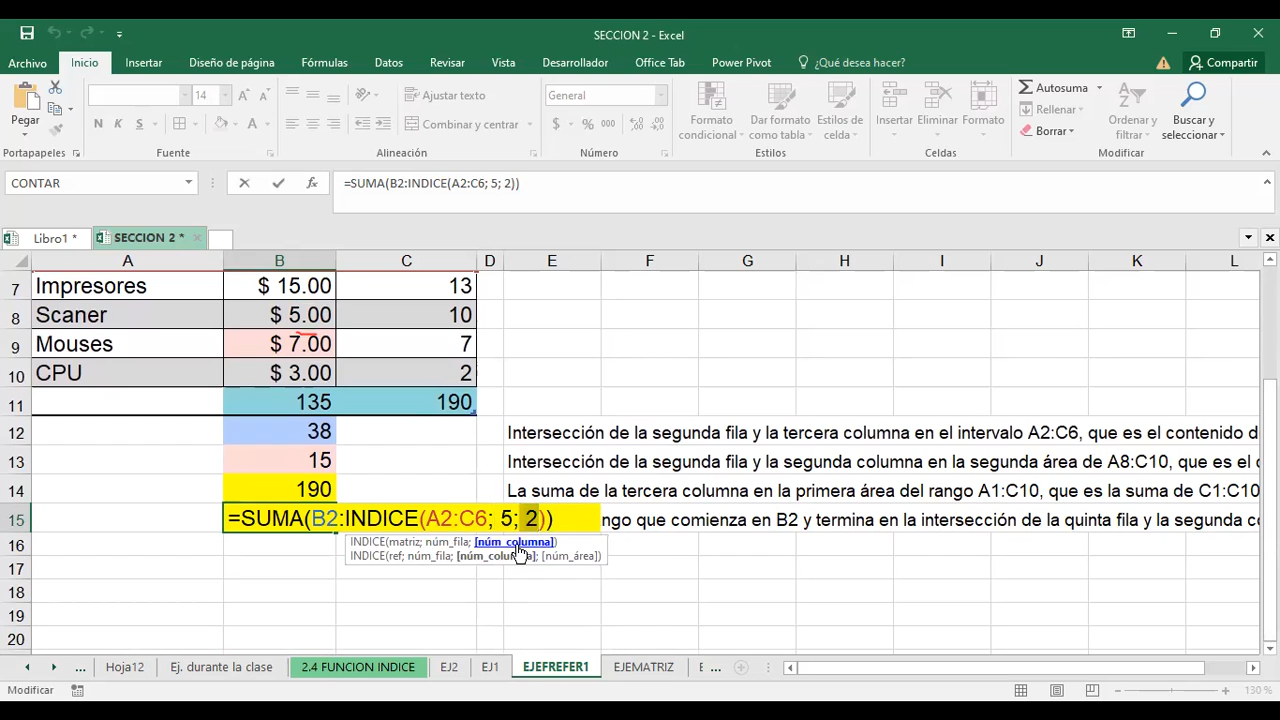 SECCION 2 - Excel
Archivo Inicio Insertar Diseño de página Fórmulas Datos Revisar Vista Desarrollador Office Tab Power Pivot ¿Qué desea hacer? Compartir
Pegar
14
Ajustar texto
General
Formato condicional
Dar formato como tabla
Estilos de celda
Insertar Eliminar Formato
Autosuma
Rellenar
Borrar
Ordenar y filtrar
Buscar y seleccionar
N K S
Combinar y centrar
$ % 000
Portapapeles Fuente Alineación Número Estilos Celdas Modificar
CONTAR =SUMA(B2:INDICE(A2:C6; 5; 2))
Libro1 * SECCION 2 *
A B C D E F G H I J K L
7 Impresores $ 15.00 13
8 Scaner $ 5.00 10
9 Mouses $ 7.00 7
10 CPU $ 3.00 2
11 135 190
12 38 Intersección de la segunda fila y la tercera columna en el intervalo A2:C6, que es el contenido d
13 15 Intersección de la segunda fila y la segunda columna en la segunda área de A8:C10, que es el c
14 190 La suma de la tercera columna en la primera área del rango A1:C10, que es la suma de C1:C10
15 =SUMA(B2:INDICE(A2:C6; 5; 2)) ngo que comienza en B2 y termina en la intersección de la quinta fila y la segunda co
INDICE(matriz; núm_fila; [núm_columna])
16 INDICE(ref; núm_fila; [núm_columna]; [núm_área])
17
18
19
20
Hoja12 Ej. durante la clase 2.4 FUNCION INDICE EJ2 EJ1 EJEFREFER1 EJEMATRIZ E ...
Modificar 130 %